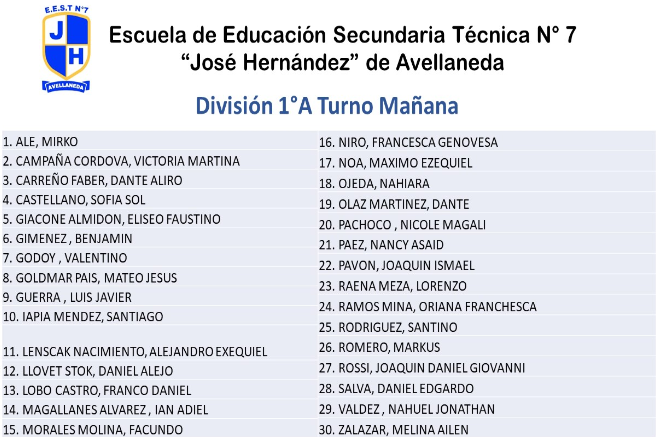 E.E.S.T N°7
J
H
AVELLANEDA
Escuela de Educación Secundaria Técnica N° 7
“José Hernández” de Avellaneda
División 1°A Turno Mañana
1. ALE, MIRKO
2. CAMPAÑA CORDOVA, VICTORIA MARTINA
3. CARREÑO FABER, DANTE ALIRO
4. CASTELLANO, SOFIA SOL
5. GIACONE ALMIDON, ELISEO FAUSTINO
6. GIMENEZ , BENJAMIN
7. GODOY , VALENTINO
8. GOLDMAR PAIS, MATEO JESUS
9. GUERRA , LUIS JAVIER
10. IAPIA MENDEZ, SANTIAGO
11. LENSCAK NACIMIENTO, ALEJANDRO EXEQUIEL
12. LLOVET STOK, DANIEL ALEJO
13. LOBO CASTRO, FRANCO DANIEL
14. MAGALLANES ALVAREZ , IAN ADIEL
15. MORALES MOLINA, FACUNDO
16. NIRO, FRANCESCA GENOVESA
17. NOA, MAXIMO EZEQUIEL
18. OJEDA, NAHIARA
19. OLAZ MARTINEZ, DANTE
20. PACHOCO , NICOLE MAGALI
21. PAEZ, NANCY ASAID
22. PAVON, JOAQUIN ISMAEL
23. RAENA MEZA, LORENZO
24. RAMOS MINA, ORIANA FRANCHESCA
25. RODRIGUEZ, SANTINO
26. ROMERO, MARKUS
27. ROSSI, JOAQUIN DANIEL GIOVANNI
28. SALVA, DANIEL EDGARDO
29. VALDEZ , NAHUEL JONATHAN
30. ZALAZAR, MELINA AILEN